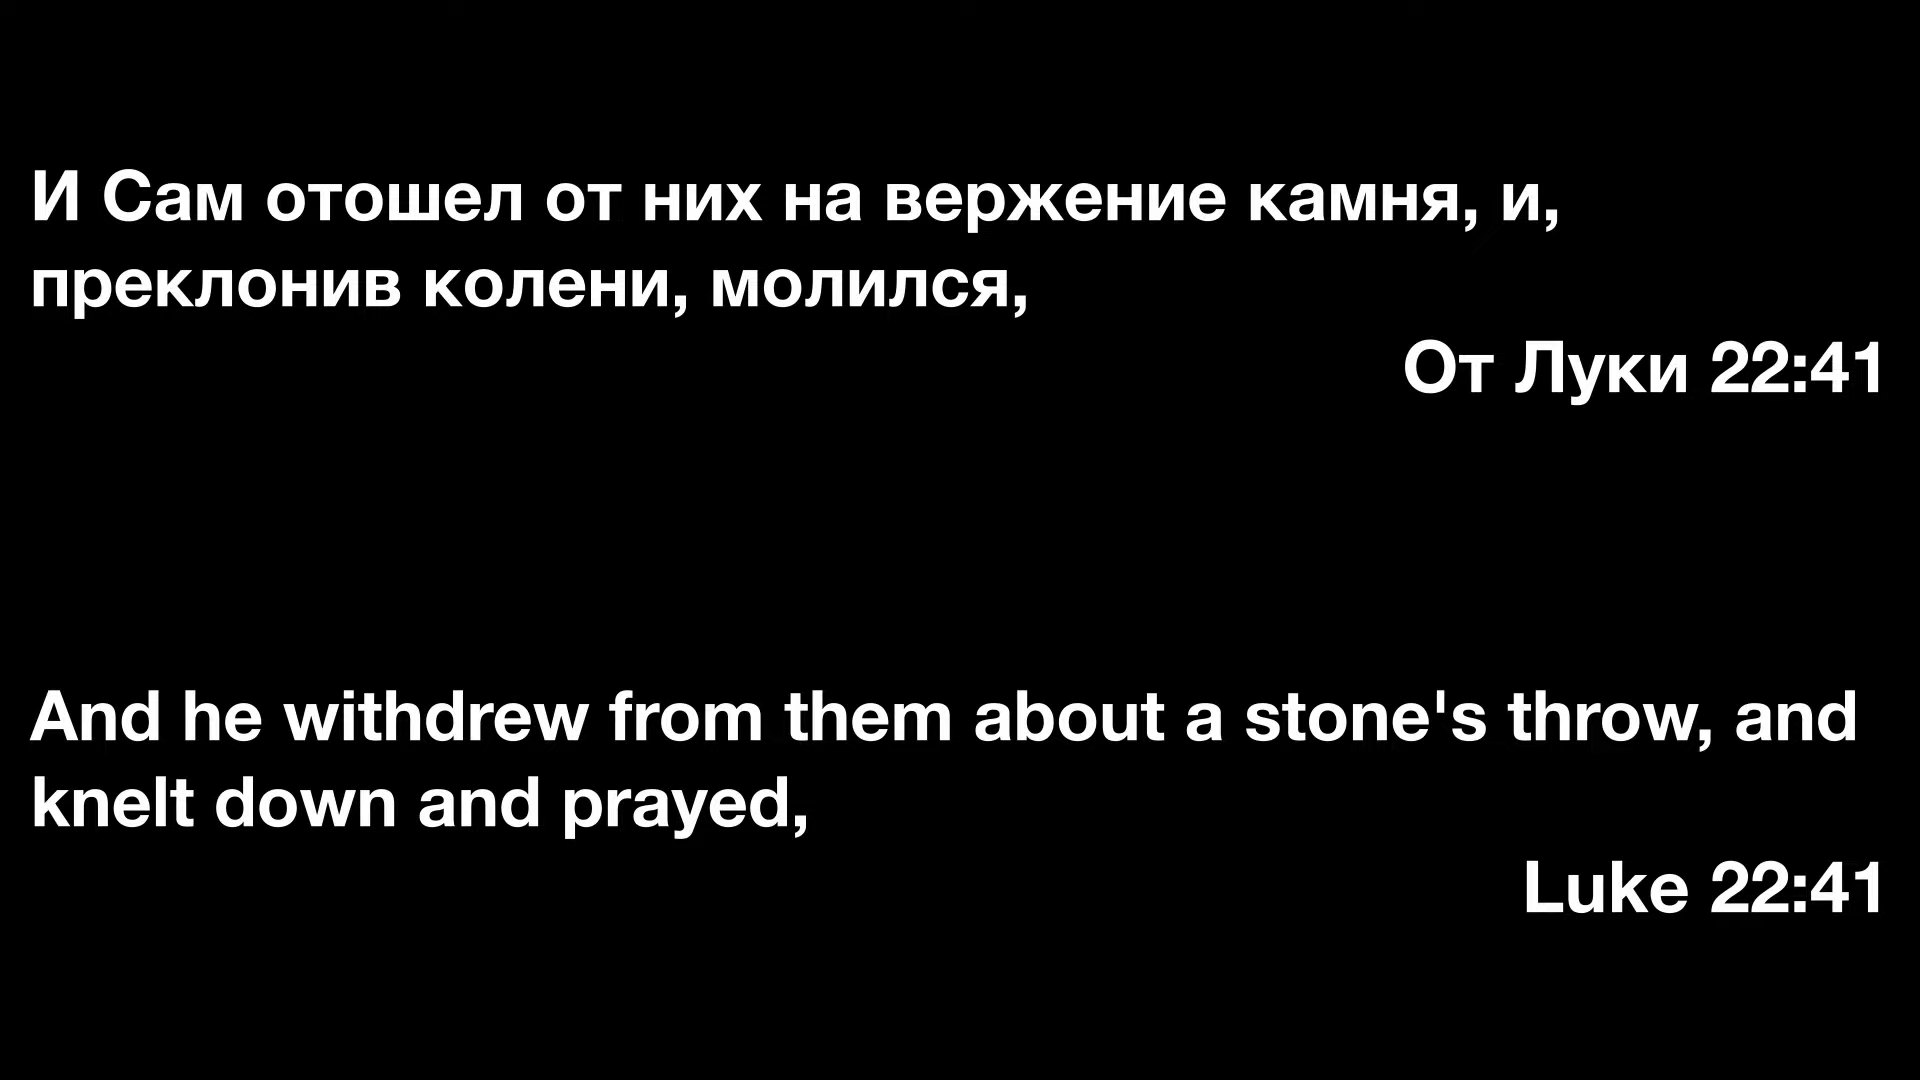 И Сам отошел от них на вержение камня, и,
преклонив колени, молился,
От Луки 22:41
And he withdrew from them about a stone's throw, and
knelt down and prayed,
Luke 22:41